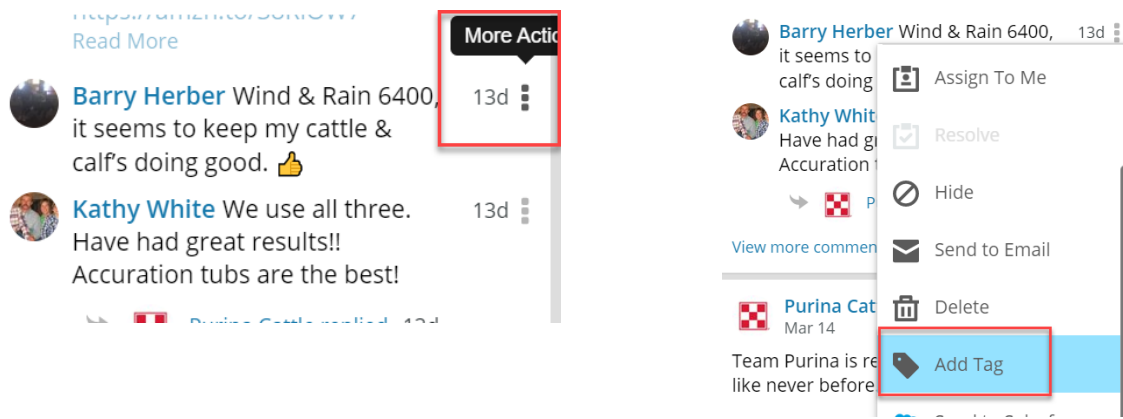 Read More
More Actio
Barry Herber Wind & Rain 6400, 13d
it seems to keep my cattle &
calf's doing good. 👍
Kathy White We use all three. 13d
Have had great results!!
Accuration tubs are the best!
Purina Cattle replied 13d
Barry Herber Wind & Rain 6400, 13d
it seems to
calf's doing
Kathy Whit
Have had gr
Accuration
P
View more commen
Purina Cat
Mar 14
Team Purina is re
like never before
Assign To Me
Resolve
Hide
Send to Email
Delete
Add Tag